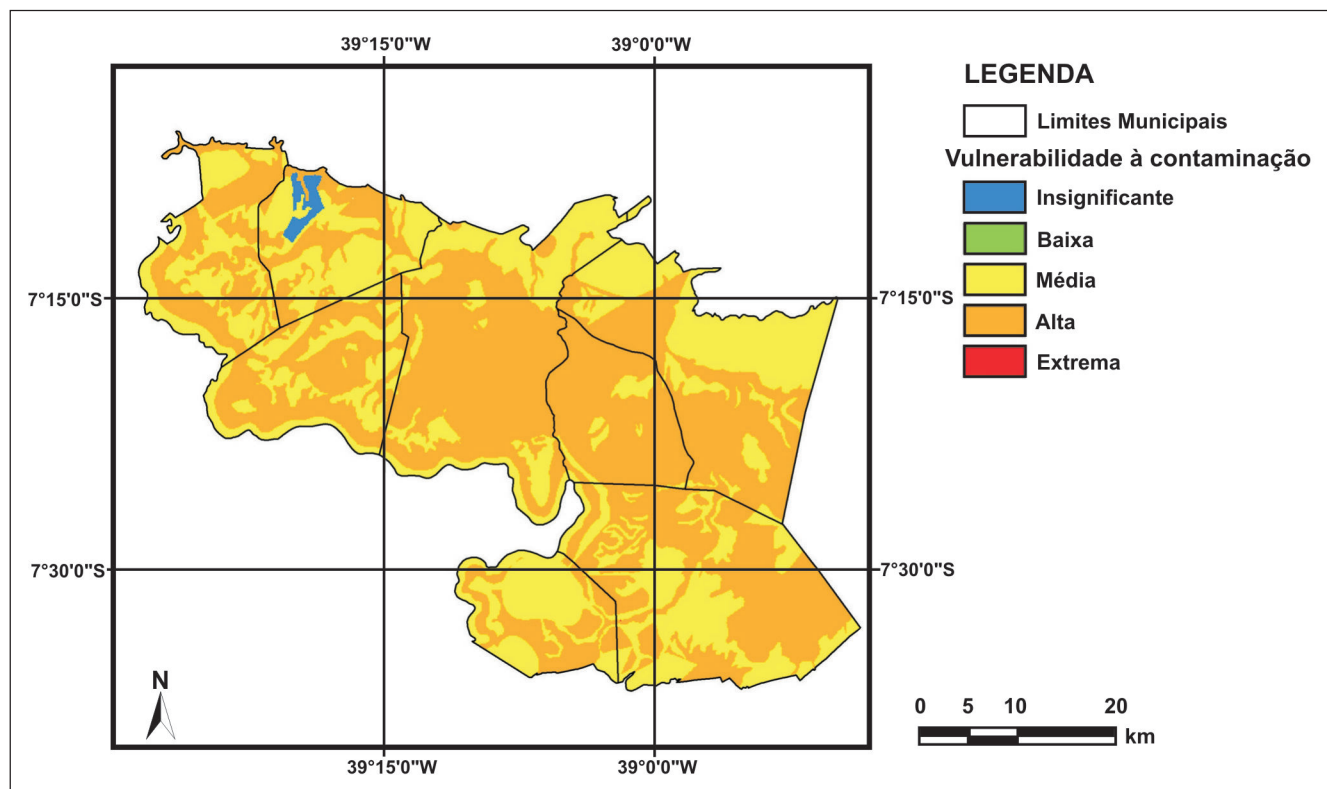 39°15'0"W
39°0'0"W
LEGENDA
Limites Municipais
Vulnerabilidade à contaminação
Insignificante
Baixa
Média
Alta
Extrema
7°15'0"S
7°15'0"S
7°30'0"S
7°30'0"S
N
0 5 10 20
km
39°15'0"W
39°0'0"W